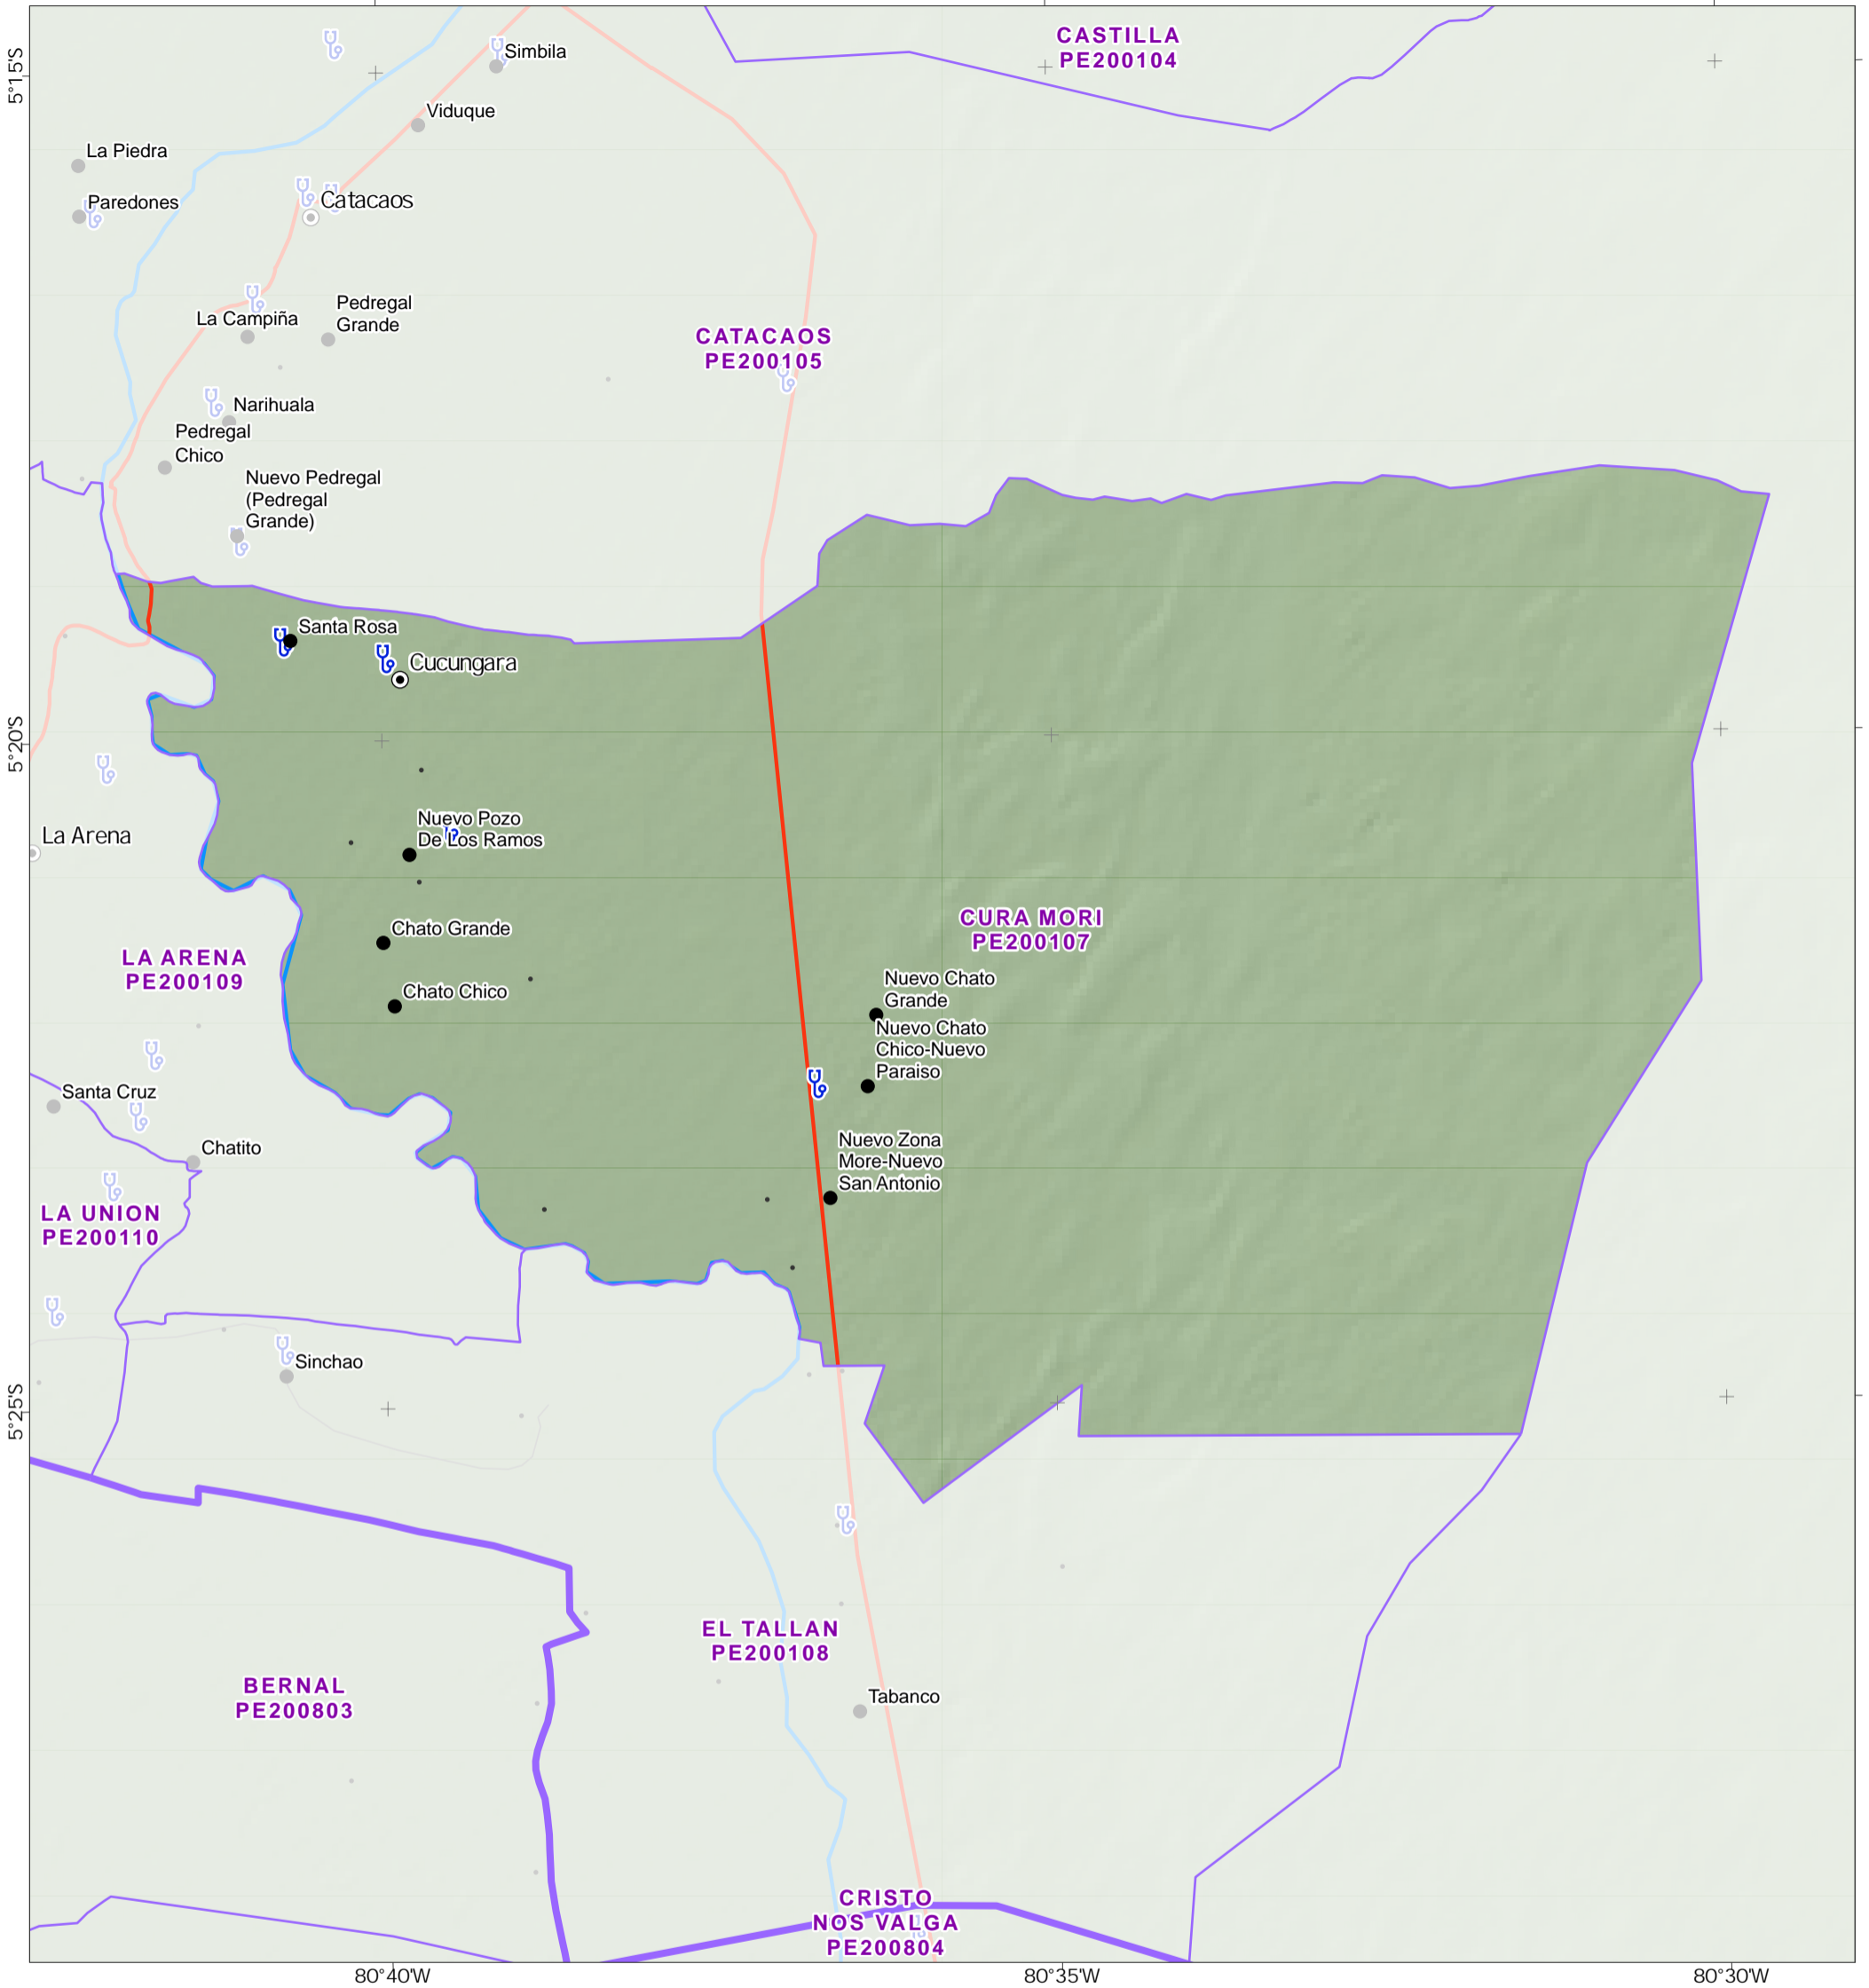 CASTILLA
PE200104
5°15'S
Simbila
Viduque
La Piedra
Paredones
Catacaos
Pedregal
Grande
La Campiña
CATACAOS
PE200105
Narihuala
Pedregal
Chico
Nuevo Pedregal
(Pedregal
Grande)
Santa Rosa
Cucungara
5°20'S
La Arena
Nuevo Pozo
De Los Ramos
CURA MORI
PE200107
Chato Grande
LA ARENA
PE200109
Nuevo Chato
Grande
Chato Chico
Nuevo Chato
Chico-Nuevo
Paraiso
Santa Cruz
Chatito
Nuevo Zona
More-Nuevo
San Antonio
LA UNION
PE200110
Sinchao
5°25'S
EL TALLAN
PE200108
BERNAL
PE200803
Tabanco
CRISTO
NOS VALGA
PE200804
80°40'W
80°35'W
80°30'W